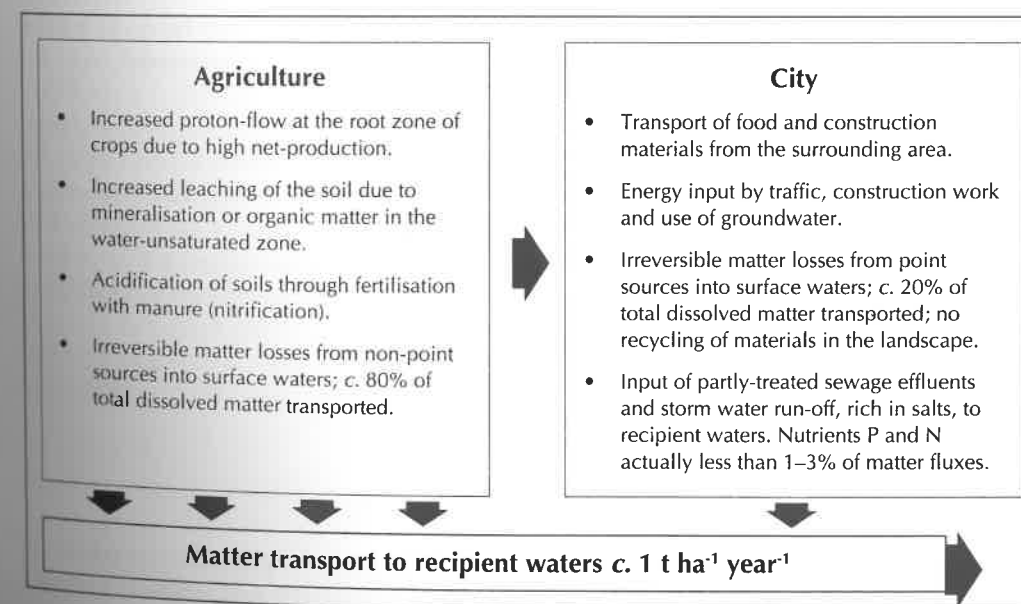 Agriculture
• Increased proton-flow at the root zone of
crops due to high net-production.
• Increased leaching of the soil due to
mineralisation or organic matter in the
water-unsaturated zone.
• Acidification of soils through fertilisation
with manure (nitrification).
• Irreversible matter losses from non-point
sources into surface waters; c. 80% of
total dissolved matter transported.
City
• Transport of food and construction
materials from the surrounding area.
• Energy input by traffic, construction work
and use of groundwater.
• Irreversible matter losses from point
sources into surface waters; c. 20% of
total dissolved matter transported; no
recycling of materials in the landscape.
• Input of partly-treated sewage effluents
and storm water run-off, rich in salts, to
recipient waters. Nutrients P and N
actually less than 1–3% of matter fluxes.
Matter transport to recipient waters c. 1 t ha⁻¹ year⁻¹